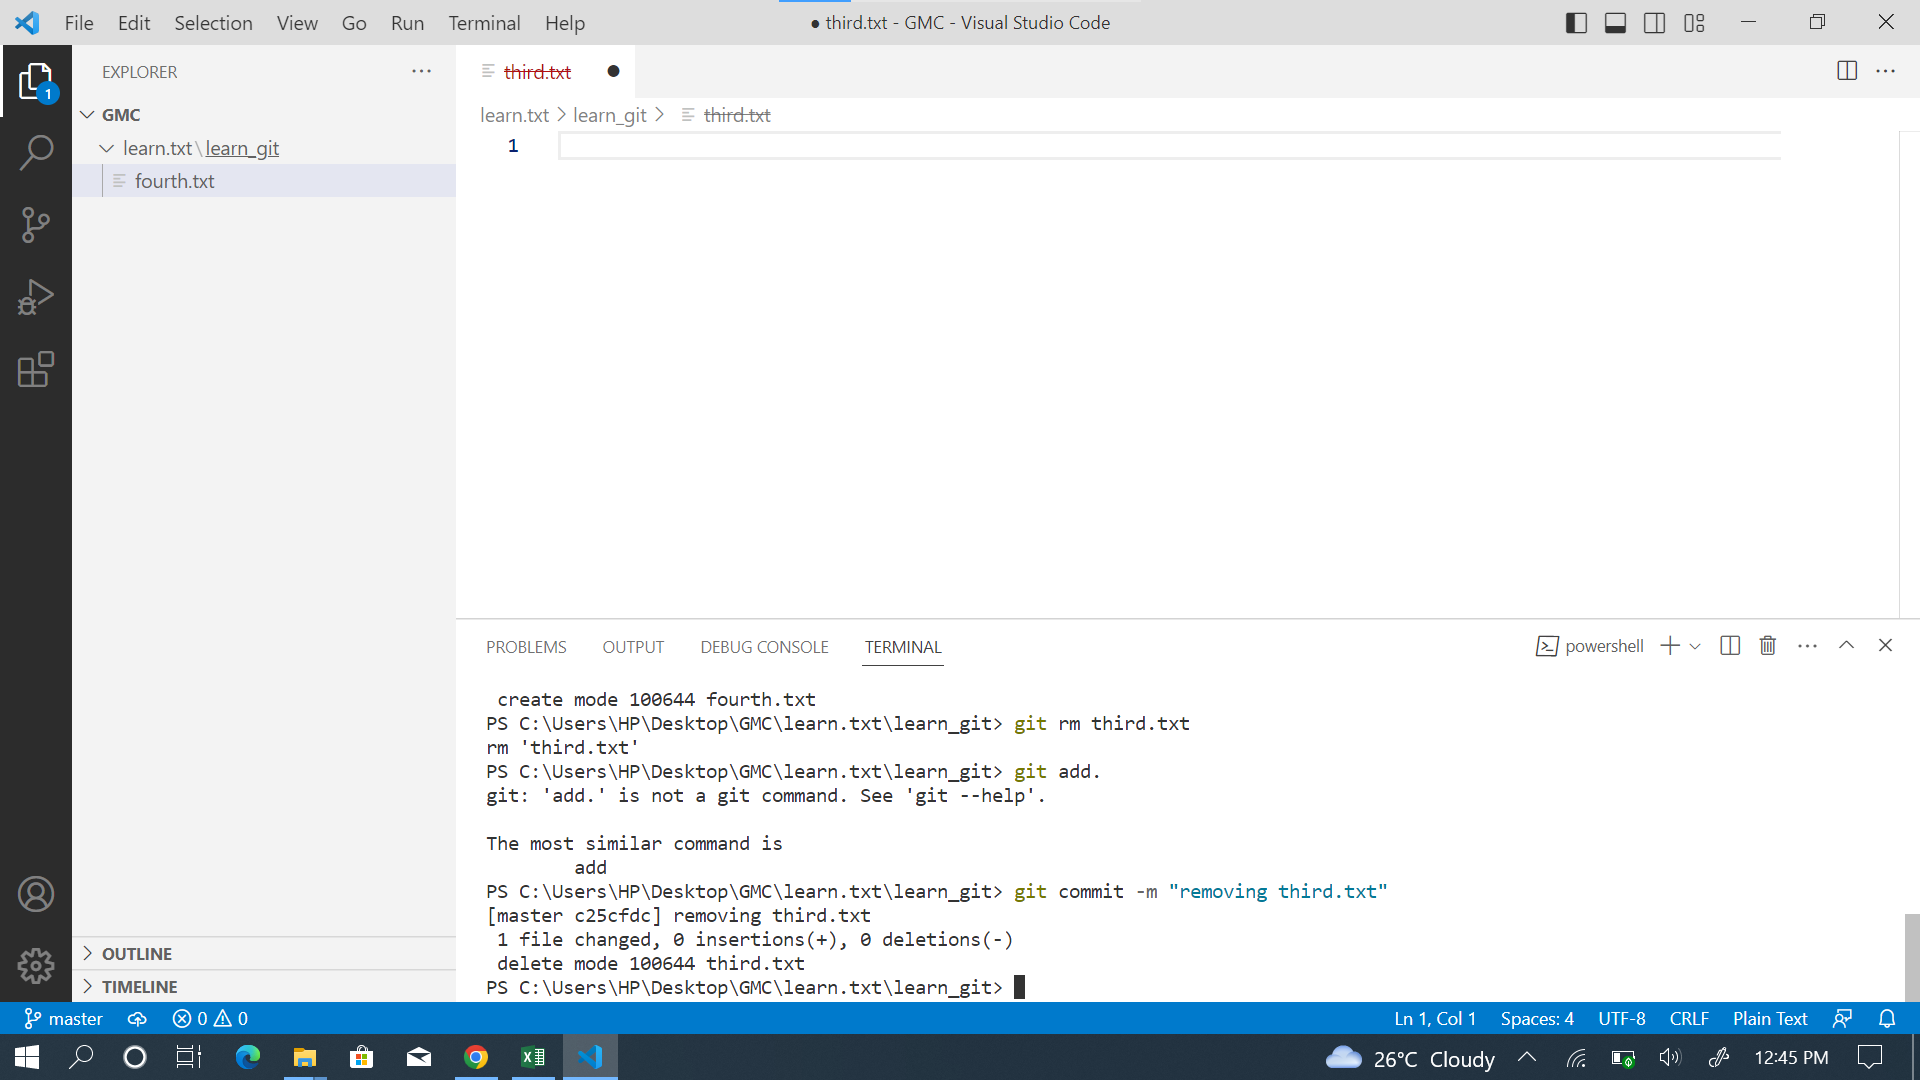 File Edit Selection View Go Run Terminal Help
● third.txt - GMC - Visual Studio Code
1
EXPLORER
GMC
learn.txt\learn_git
fourth.txt
OUTLINE
TIMELINE
third.txt
learn.txt > learn_git > third.txt
1
PROBLEMS OUTPUT DEBUG CONSOLE TERMINAL
powershell
create mode 100644 fourth.txt
PS C:\Users\HP\Desktop\GMC\learn.txt\learn_git> git rm third.txt
rm 'third.txt'
PS C:\Users\HP\Desktop\GMC\learn.txt\learn_git> git add.
git: 'add.' is not a git command. See 'git --help'.
The most similar command is
add
PS C:\Users\HP\Desktop\GMC\learn.txt\learn_git> git commit -m "removing third.txt"
[master c25cfdc] removing third.txt
1 file changed, 0 insertions(+), 0 deletions(-)
delete mode 100644 third.txt
PS C:\Users\HP\Desktop\GMC\learn.txt\learn_git>
master 0 0 Ln 1, Col 1 Spaces: 4 UTF-8 CRLF Plain Text
26°C Cloudy 12:45 PM